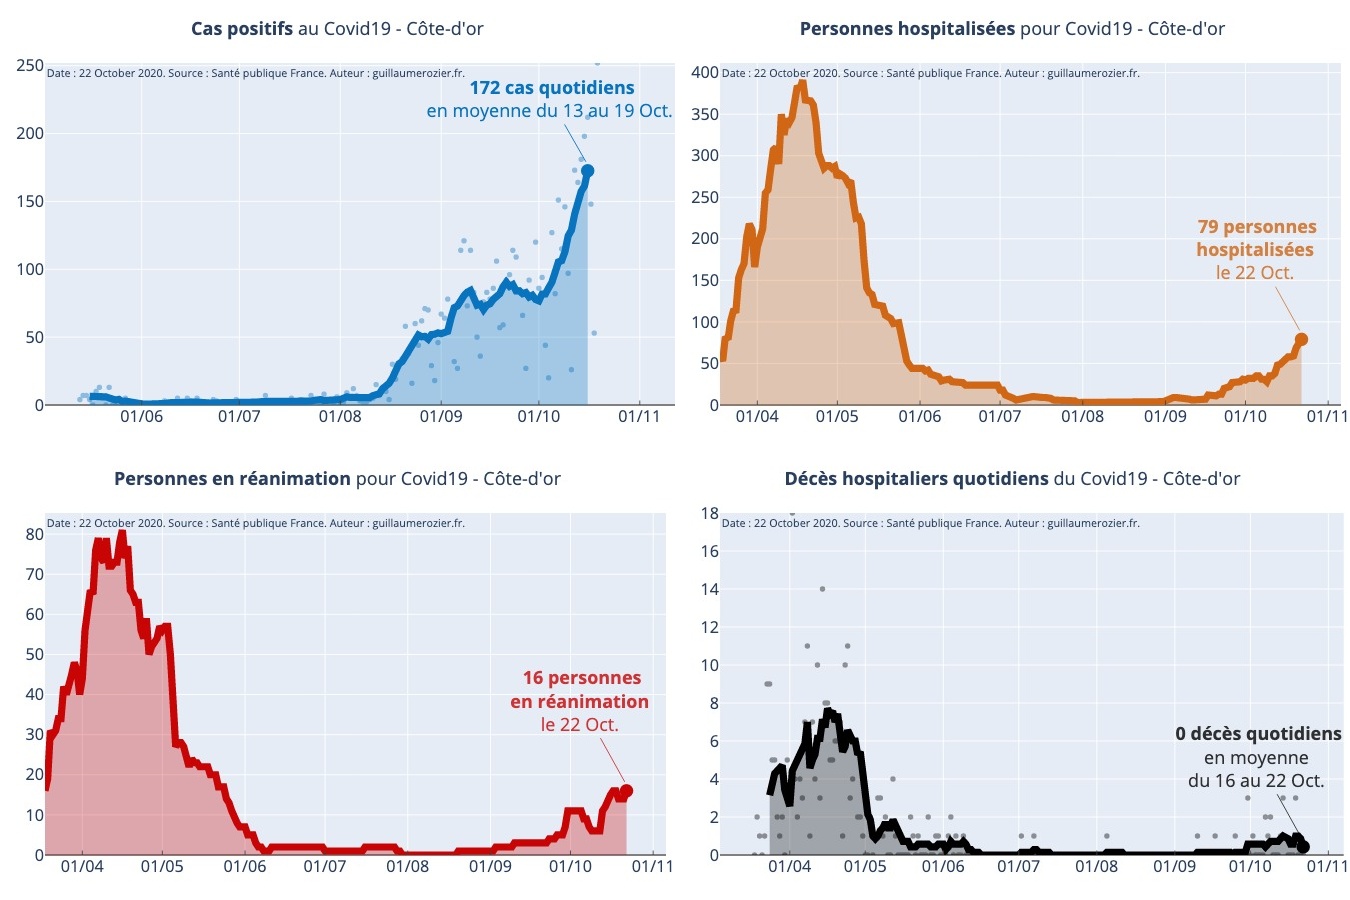 Cas positifs au Covid19 - Côte-d'or
Date : 22 October 2020. Source : Santé publique France. Auteur : guillaumerozier.fr.
172 cas quotidiens
en moyenne du 13 au 19 Oct.
250
200
150
100
50
0
01/06 01/07 01/08 01/09 01/10 01/11
Personnes hospitalisées pour Covid19 - Côte-d'or
Date : 22 October 2020. Source : Santé publique France. Auteur : guillaumerozier.fr.
79 personnes
hospitalisées
le 22 Oct.
400
350
300
250
200
150
100
50
0
01/04 01/05 01/06 01/07 01/08 01/09 01/10 01/11
Personnes en réanimation pour Covid19 - Côte-d'or
Date : 22 October 2020. Source : Santé publique France. Auteur : guillaumerozier.fr.
16 personnes
en réanimation
le 22 Oct.
80
70
60
50
40
30
20
10
0
01/04 01/05 01/06 01/07 01/08 01/09 01/10 01/11
Décès hospitaliers quotidiens du Covid19 - Côte-d'or
Date : 22 October 2020. Source : Santé publique France. Auteur : guillaumerozier.fr.
0 décès quotidiens
en moyenne
du 16 au 22 Oct.
18
16
14
12
10
8
6
4
2
0
01/04 01/05 01/06 01/07 01/08 01/09 01/10 01/11